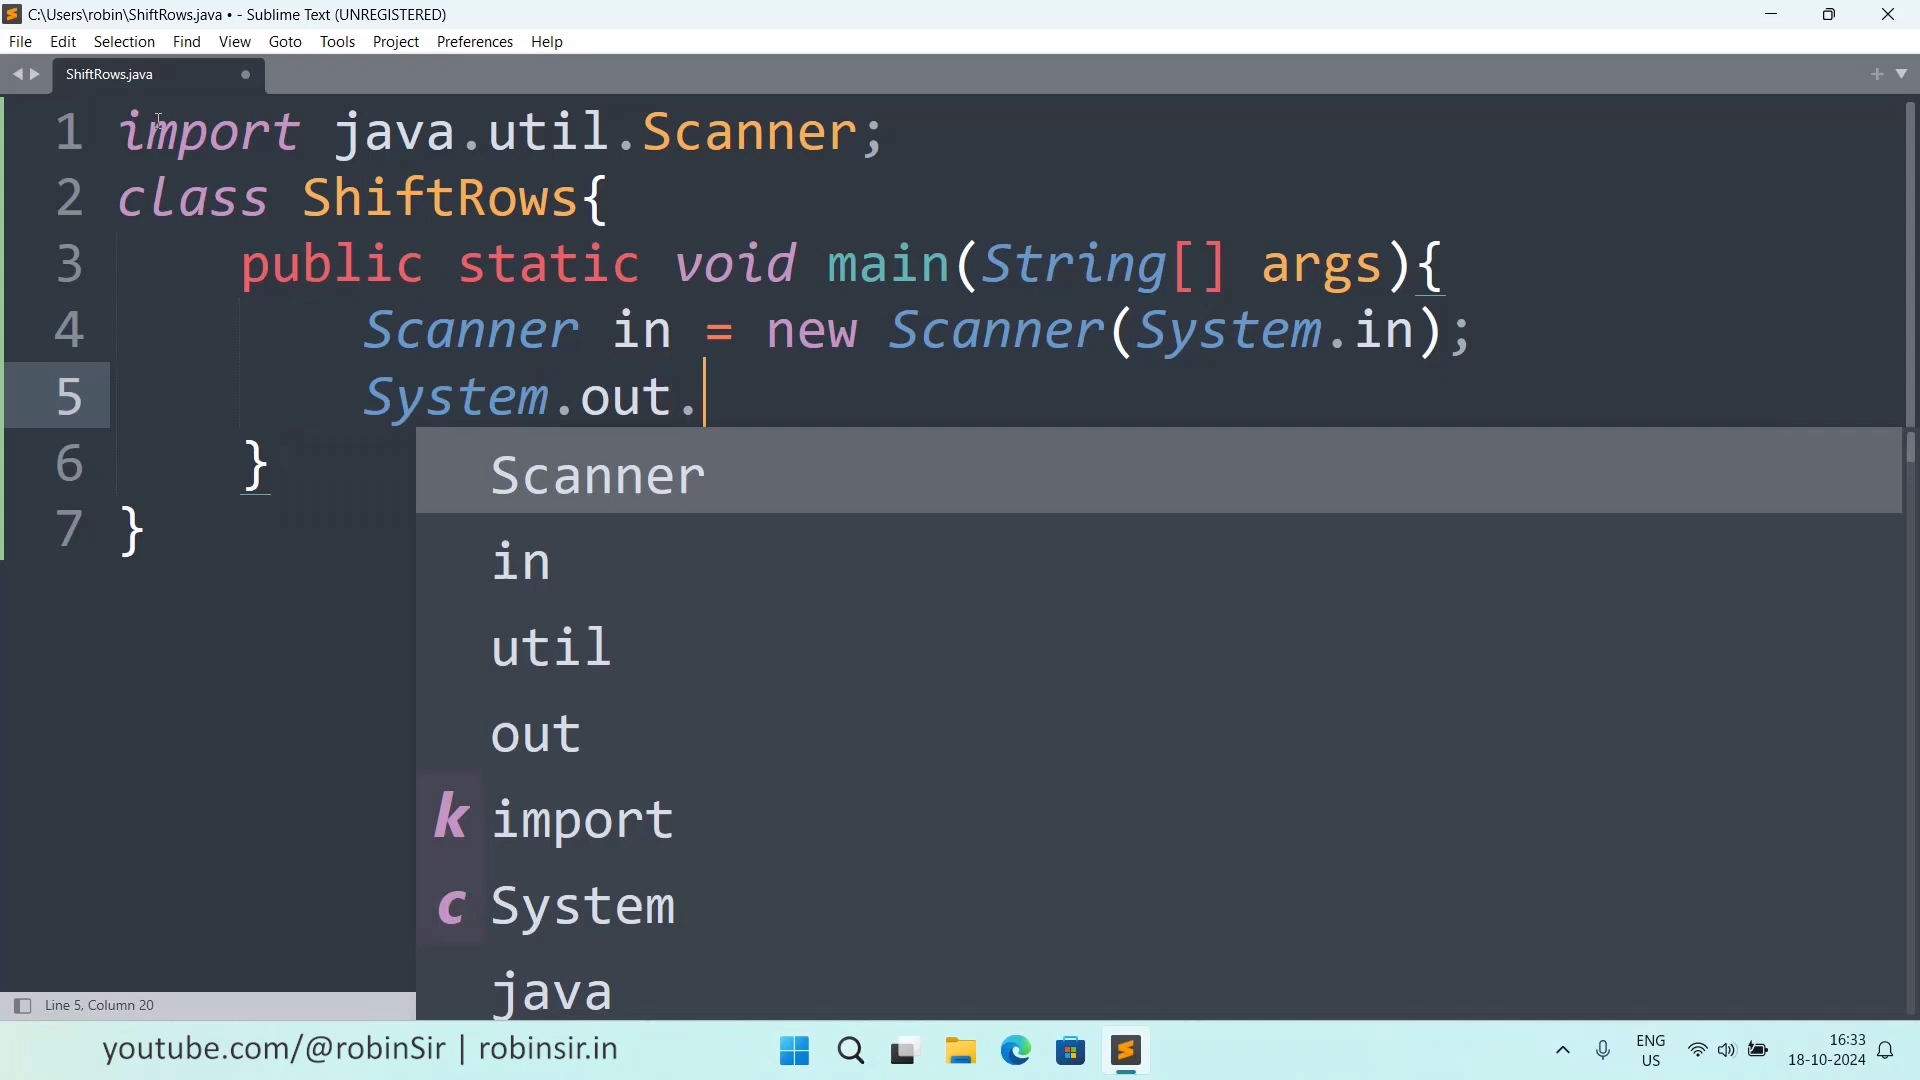 C:\Users\robin\ShiftRows.java • - Sublime Text (UNREGISTERED)
File Edit Selection Find View Goto Tools Project Preferences Help
ShiftRows.java
1 import java.util.Scanner;
2 class ShiftRows{
3 public static void main(String[] args){
4 Scanner in = new Scanner(System.in);
5 System.out.
6 }
7 }
Scanner
in
util
out
k import
c System
java
Line 5, Column 20
youtube.com/@robinSir | robinsir.in
ENG
US
16:33
18-10-2024